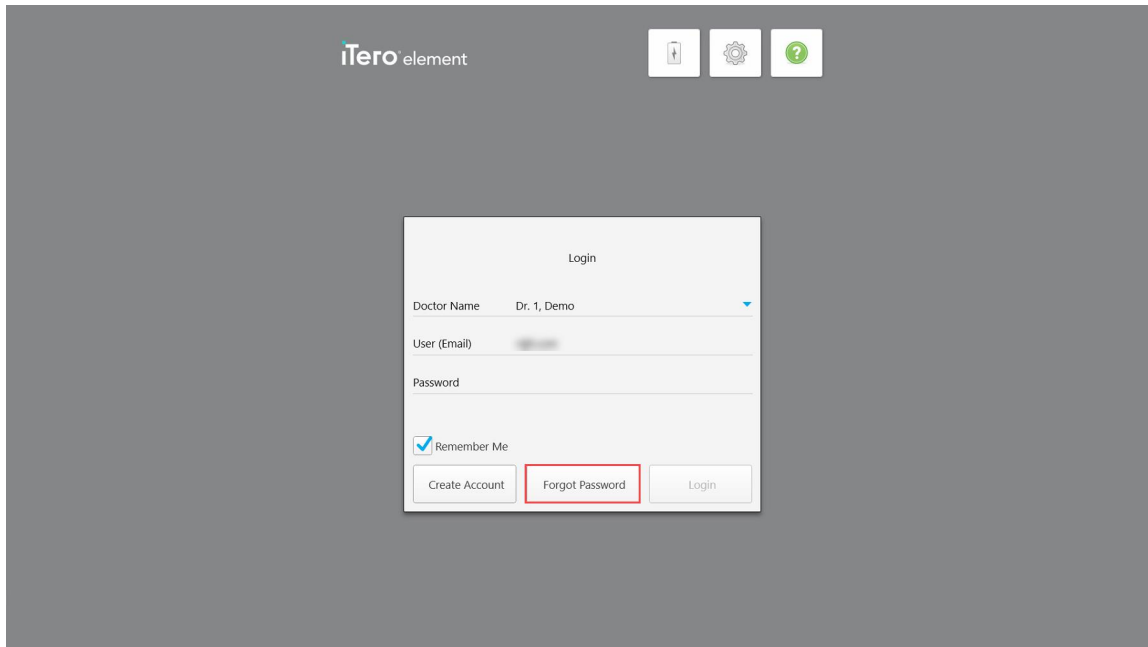 iTero element
?
Login
Doctor Name Dr. 1, Demo
User (Email)
Password
Remember Me
Create Account Forgot Password Login